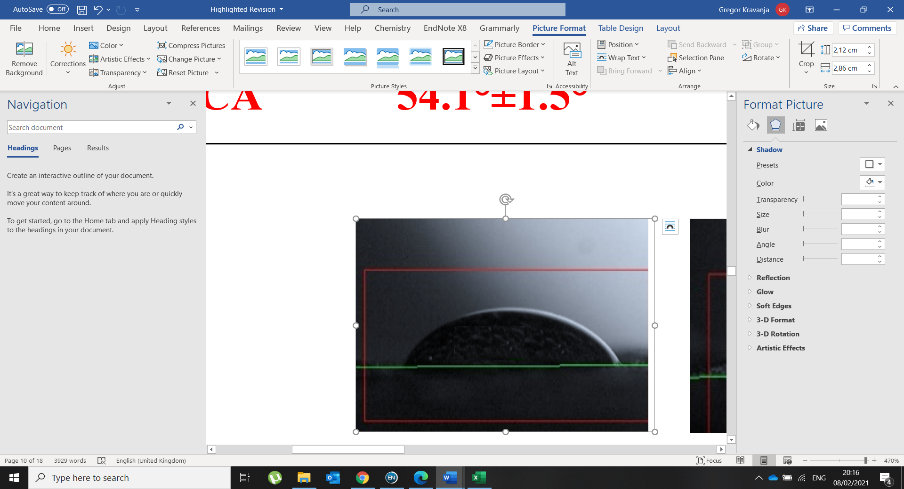 AutoSave Off
Highlighted Revision
Search
Gregor Kravanja GK
File Home Insert Design Layout References Mailings Review View Help Chemistry EndNote X8 Grammarly Picture Format Table Design Layout Share Comments
Remove Background
Corrections
Color
Artistic Effects
Transparency
Compress Pictures
Change Picture
Reset Picture
Adjust
Picture Styles
Picture Border
Picture Effects
Picture Layout
Alt Text
Accessibility
Position
Wrap Text
Bring Forward
Send Backward
Selection Pane
Align
Group
Rotate
Arrange
Crop
2,12 cm
2,86 cm
Size
Navigation
Search document
Headings Pages Results
Create an interactive outline of your document.
It's a great way to keep track of where you are or quickly
move your content around.
To get started, go to the Home tab and apply Heading styles
to the headings in your document.
CA 54.1°±1.5°
Format Picture
Shadow
Presets
Color
Transparency
Size
Blur
Angle
Distance
Reflection
Glow
Soft Edges
3-D Format
3-D Rotation
Artistic Effects
Page 10 of 18 3929 words English (United Kingdom) Focus 470%
Type here to search
ENG
20:16
08/02/2021
4